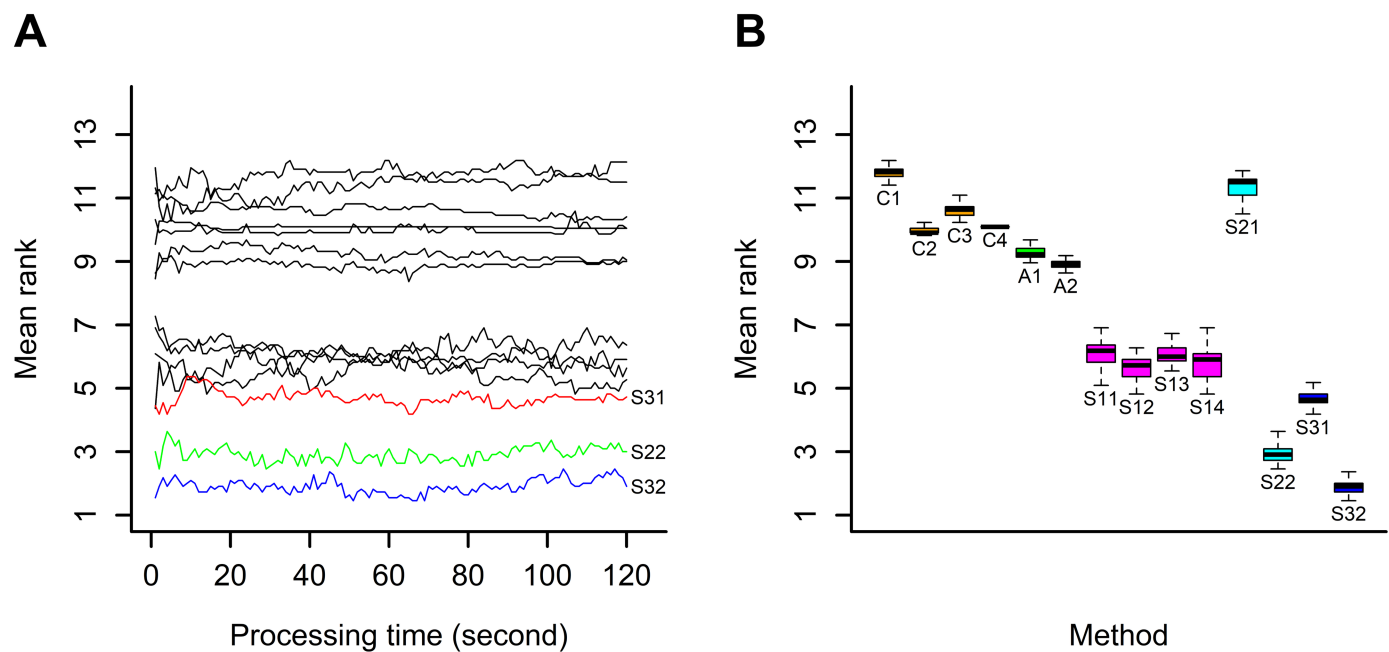 A
Mean rank
13
11
9
7
5
3
1
S31
S22
S32
0 20 40 60 80 100 120
Processing time (second)
B
Mean rank
13
11
9
7
5
3
1
C1
C2
C3
C4
A1
A2
S11
S12
S13
S14
S21
S22
S31
S32
Method